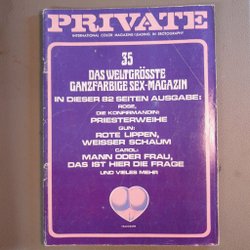 PRIVATE
INTERNATIONAL COLOR MAGAZINE LEADING IN EROTOGRAPHY
35
DAS WELTGRÖSSTE
GANZFARBIGE SEX-MAGAZIN
IN DIESER 82 SEITEN AUSGABE:
ROSE,
DIE KONFIRMANDIN:
PRIESTERWEIHE
GUN:
ROTE LIPPEN,
WEISSER SCHAUM
CAROL:
MANN ODER FRAU,
DAS IST HIER DIE FRAGE
UND VIELES MEHR